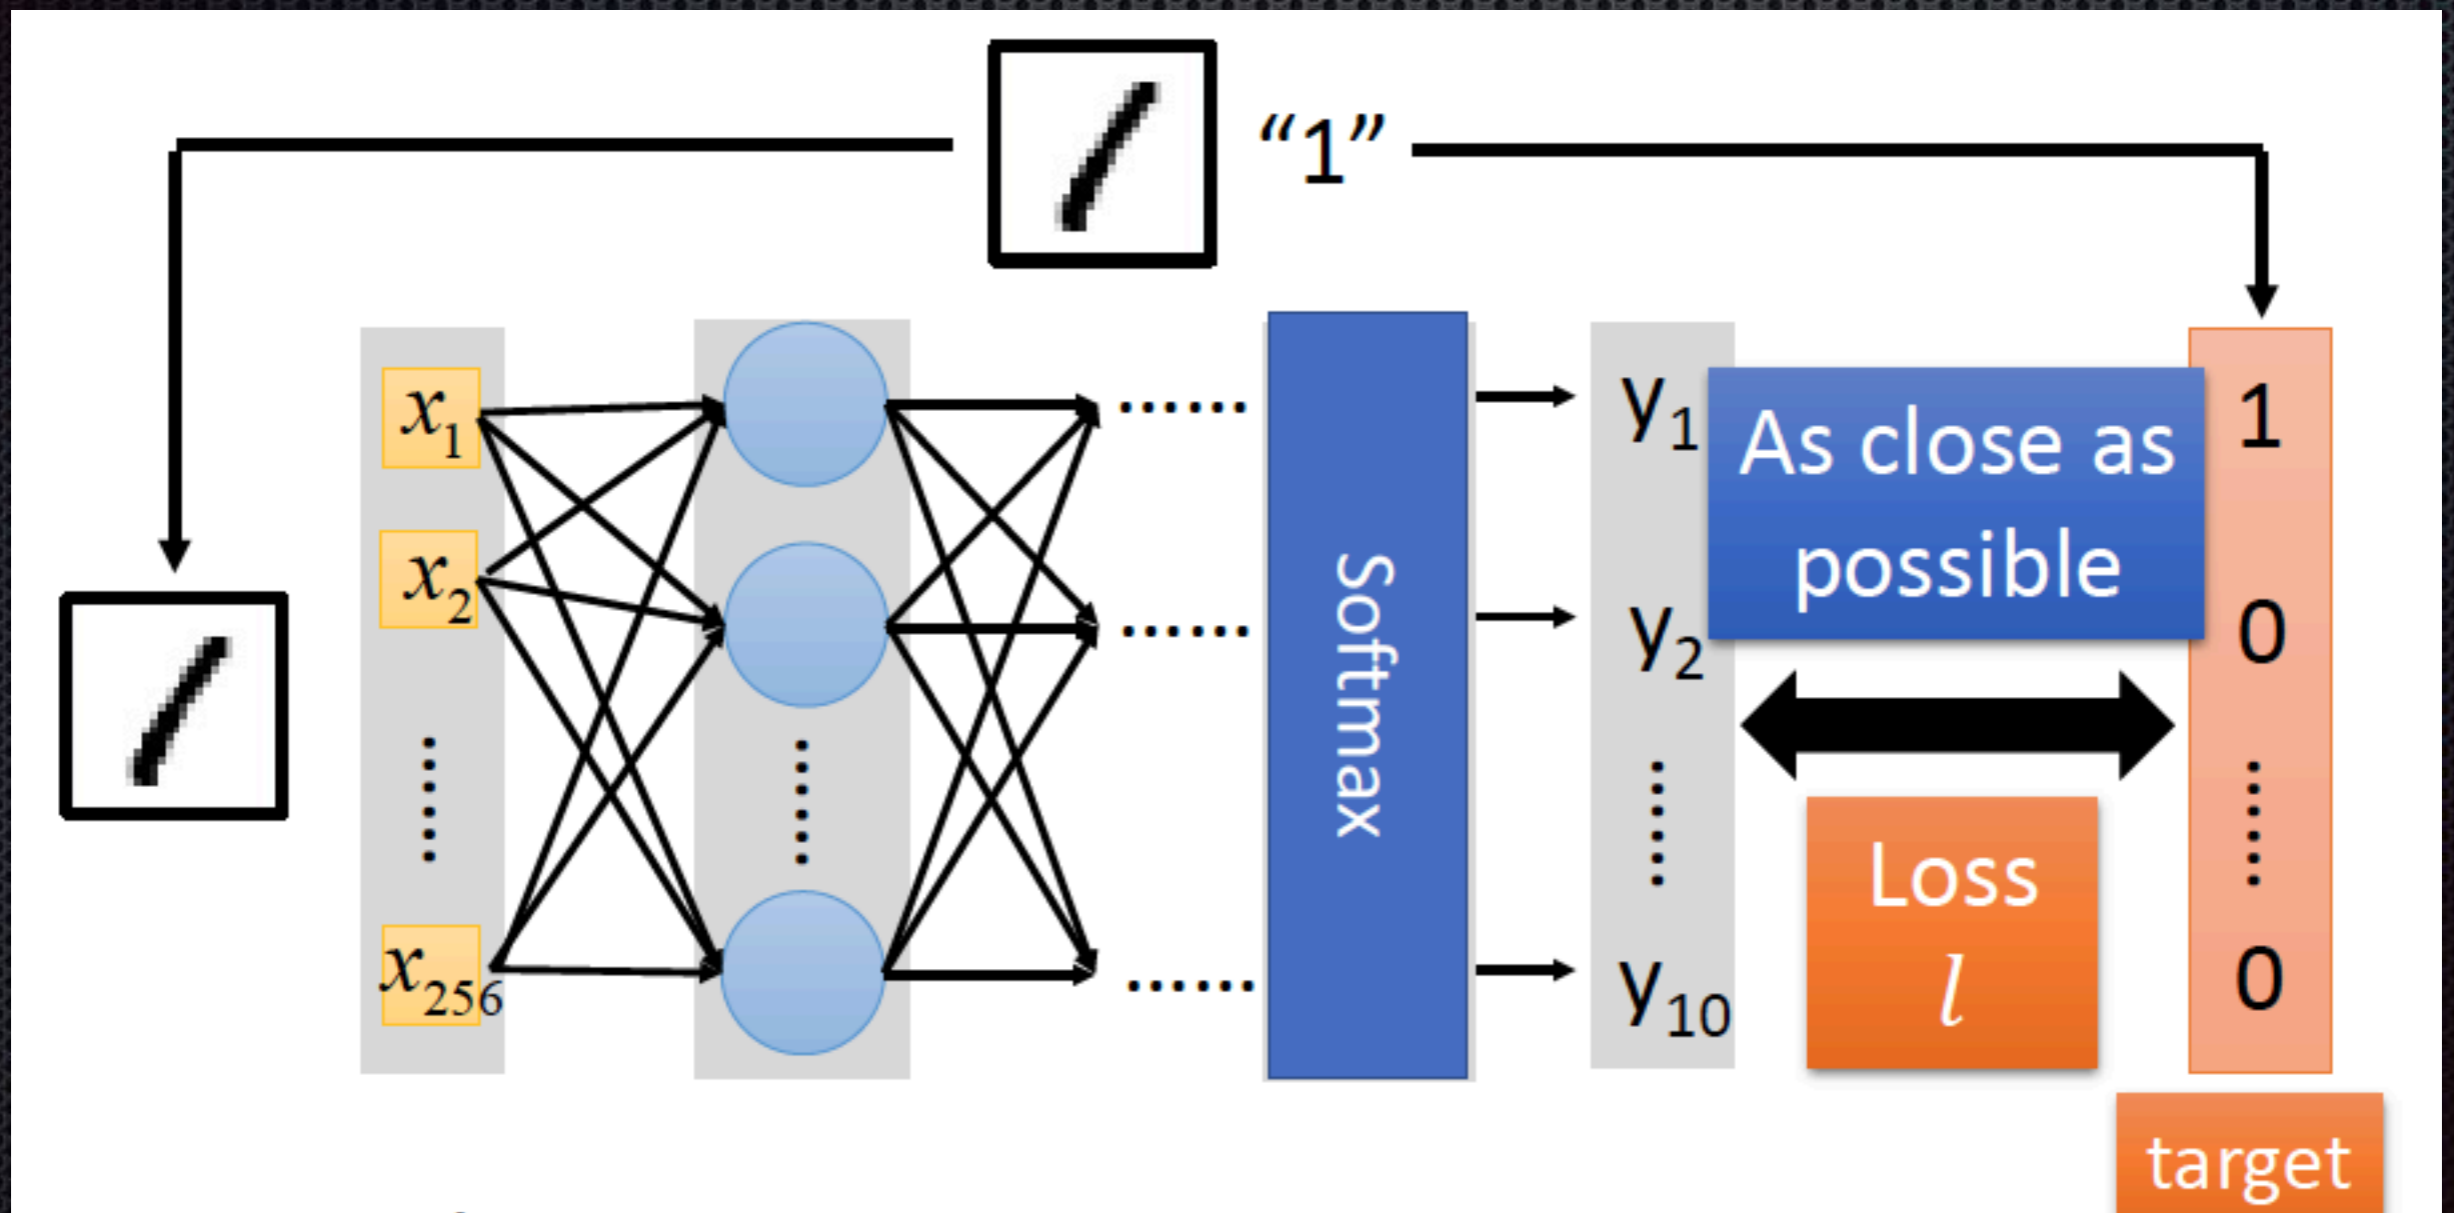 “1”
x1
x2
x256
Softmax
y1
y2
y10
As close as
possible
Loss
l
1
0
0
target